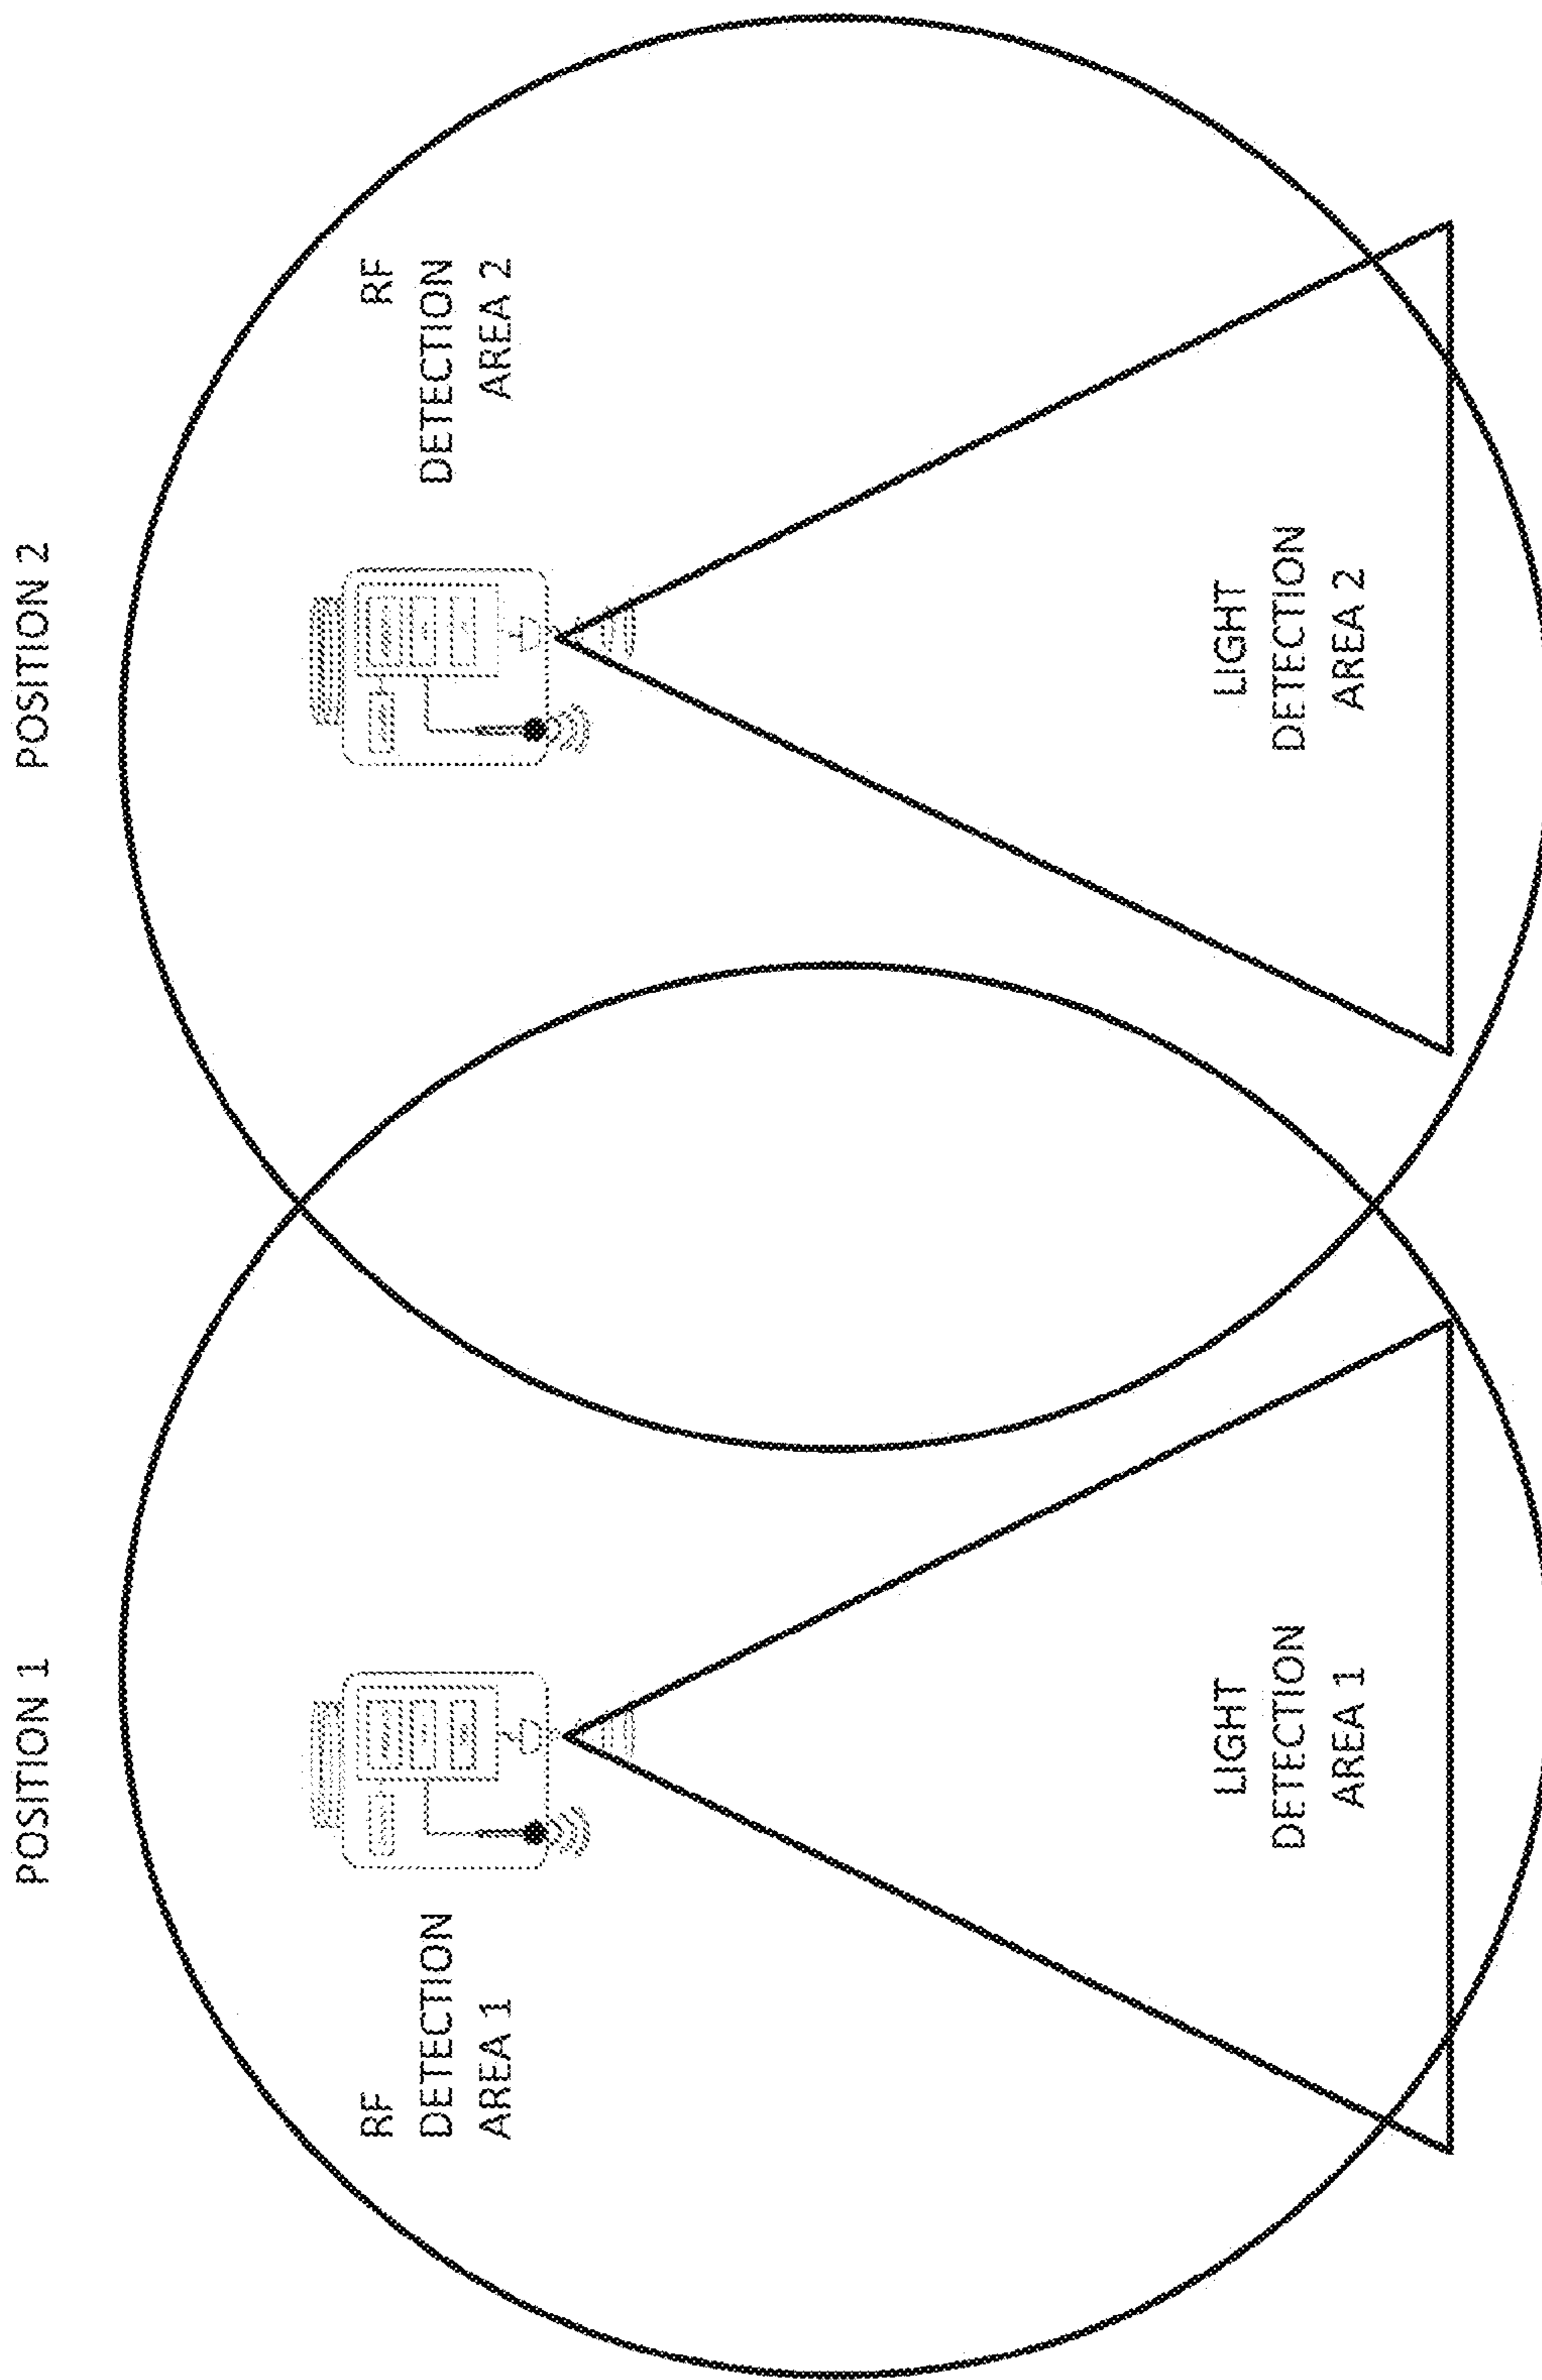 POSITION 1
POSITION 2
RF
DETECTION
AREA 1
RF
DETECTION
AREA 2
LIGHT
DETECTION
AREA 1
LIGHT
DETECTION
AREA 2